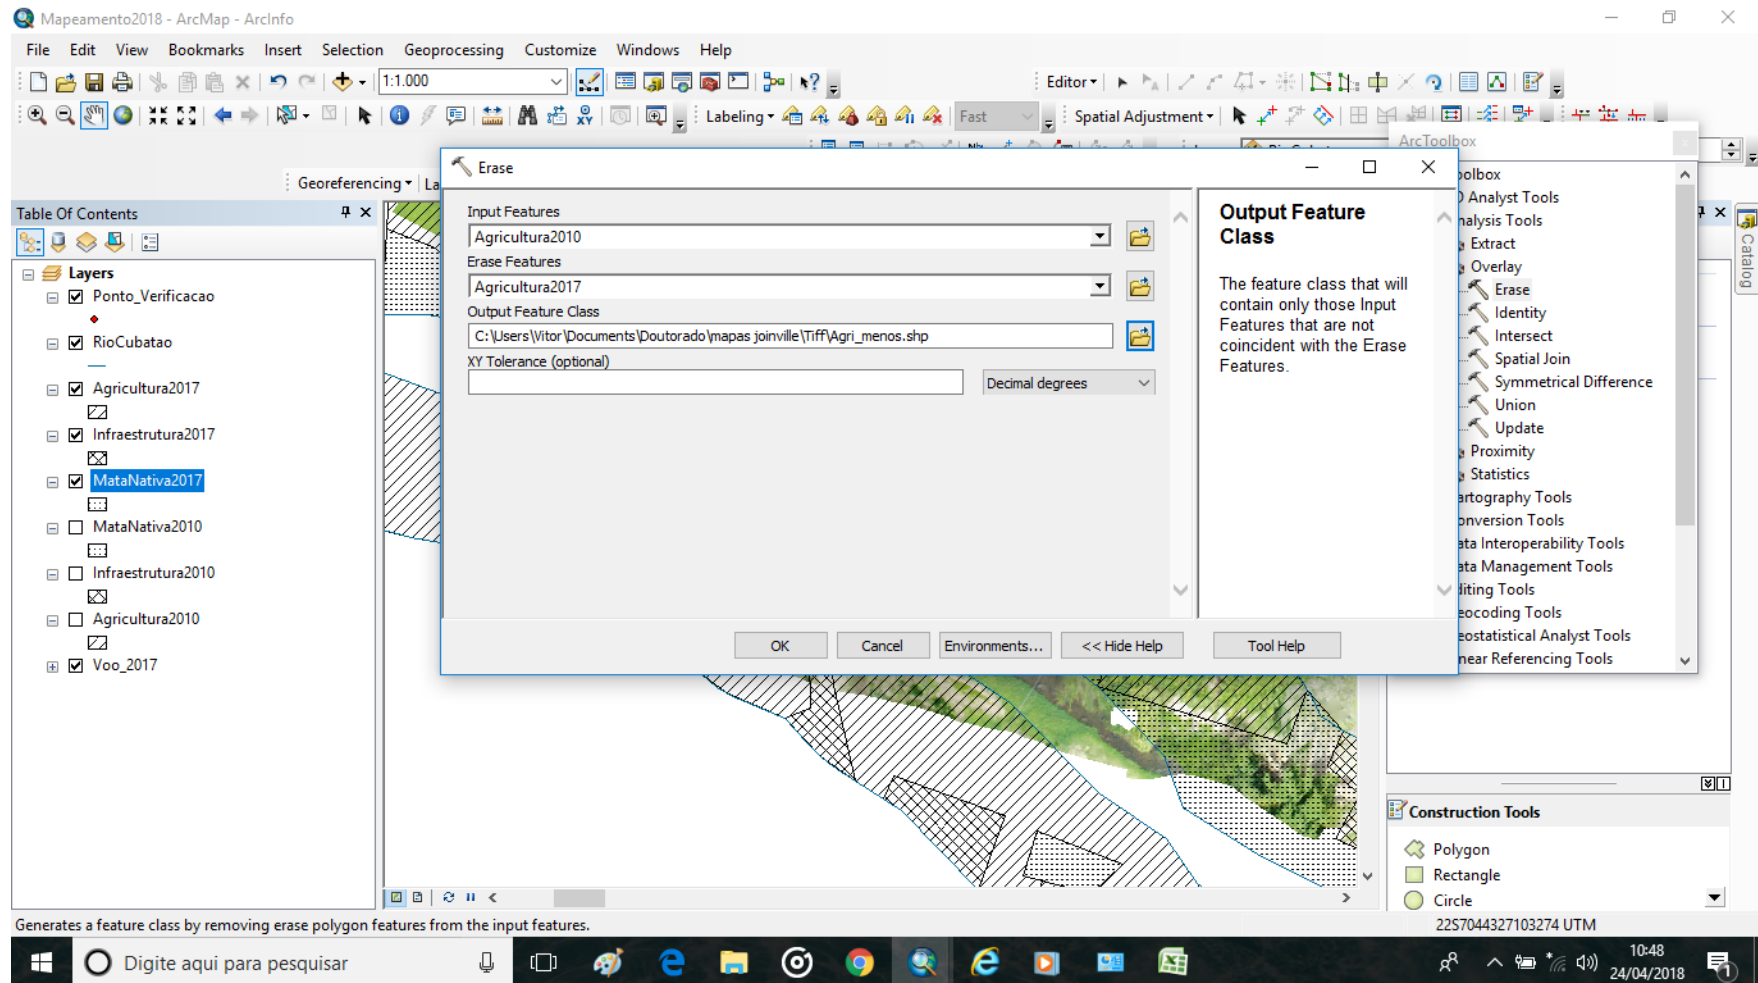 Mapeamento2018 - ArcMap - ArcInfo
File Edit View Bookmarks Insert Selection Geoprocessing Customize Windows Help
1:1.000
Editor
Labeling Fast Spatial Adjustment
ArcToolbox
Georeferencing La
Erase
Table Of Contents
Layers
Ponto_Verificacao
RioCubatao
Agricultura2017
Infraestrutura2017
MataNativa2017
MataNativa2010
Infraestrutura2010
Agricultura2010
Voo_2017
Input Features
Agricultura2010
Erase Features
Agricultura2017
Output Feature Class
C:\Users\Vitor\Documents\Doutorado\mapas joinville\Tiff\Agri_menos.shp
XY Tolerance (optional)
Decimal degrees
OK Cancel Environments... << Hide Help Tool Help
Output Feature
Class
The feature class that will
contain only those Input
Features that are not
coincident with the Erase
Features.
olbox
D Analyst Tools
nalysis Tools
Extract
Overlay
Erase
Identity
Intersect
Spatial Join
Symmetrical Difference
Union
Update
Proximity
Statistics
artography Tools
onversion Tools
ata Interoperability Tools
ata Management Tools
diting Tools
eocoding Tools
eostatistical Analyst Tools
near Referencing Tools
Catalog
Construction Tools
Polygon
Rectangle
Circle
Generates a feature class by removing erase polygon features from the input features.
22S7044327103274 UTM
Digite aqui para pesquisar
10:48
24/04/2018
1